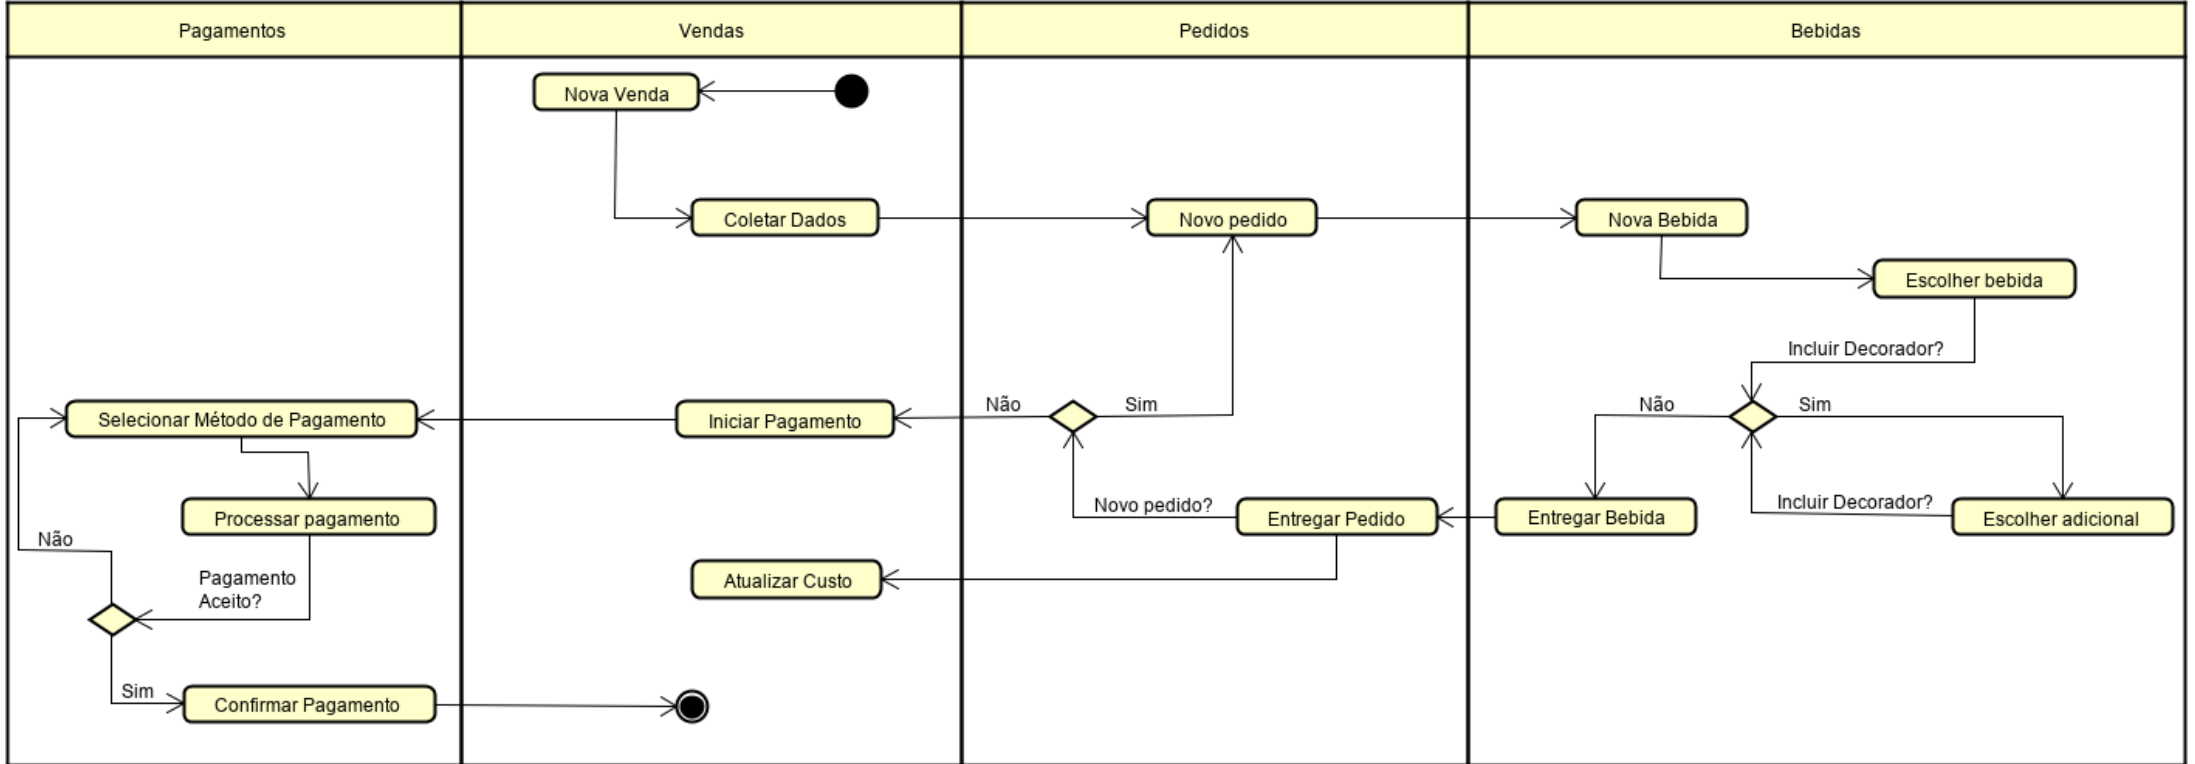 Pagamentos
Vendas
Pedidos
Bebidas
Nova Venda
Coletar Dados
Novo pedido
Nova Bebida
Escolher bebida
Incluir Decorador?
Não
Sim
Não
Sim
Selecionar Método de Pagamento
Iniciar Pagamento
Novo pedido?
Incluir Decorador?
Processar pagamento
Entregar Pedido
Entregar Bebida
Escolher adicional
Não
Pagamento
Aceito?
Atualizar Custo
Sim
Confirmar Pagamento